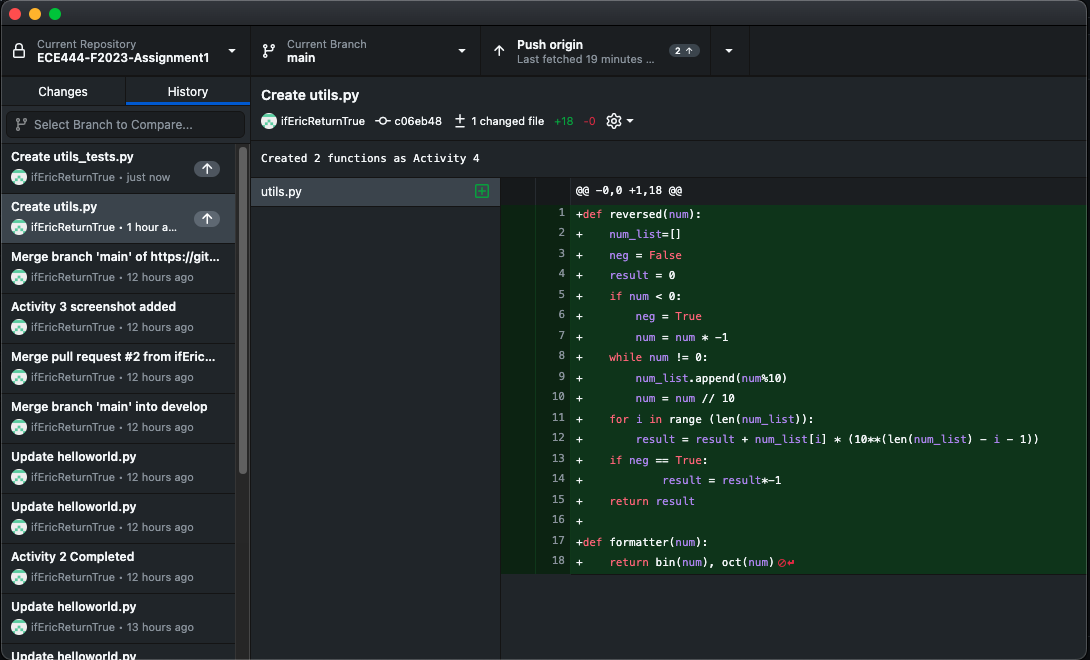 Current Repository
ECE444-F2023-Assignment1
Current Branch
main
Push origin
Last fetched 19 minutes ...
2
Changes
History
Select Branch to Compare...
Create utils_tests.py
ifEricReturnTrue • just now
Create utils.py
ifEricReturnTrue • 1 hour a...
Merge branch 'main' of https://git...
ifEricReturnTrue • 12 hours ago
Activity 3 screenshot added
ifEricReturnTrue • 12 hours ago
Merge pull request #2 from ifEric...
ifEricReturnTrue • 12 hours ago
Merge branch 'main' into develop
ifEricReturnTrue • 12 hours ago
Update helloworld.py
ifEricReturnTrue • 12 hours ago
Update helloworld.py
ifEricReturnTrue • 12 hours ago
Activity 2 Completed
ifEricReturnTrue • 12 hours ago
Update helloworld.py
ifEricReturnTrue • 13 hours ago
Update helloworld.py
Create utils.py
ifEricReturnTrue c06eb48 1 changed file +18 -0
Created 2 functions as Activity 4
utils.py
@@ -0,0 +1,18 @@
1 +def reversed(num):
2 +    num_list=[]
3 +    neg = False
4 +    result = 0
5 +    if num < 0:
6 +        neg = True
7 +        num = num * -1
8 +    while num != 0:
9 +        num_list.append(num%10)
10 +        num = num // 10
11 +    for i in range (len(num_list)):
12 +        result = result + num_list[i] * (10**(len(num_list) - i - 1))
13 +    if neg == True:
14 +            result = result*-1
15 +    return result
16 +
17 +def formatter(num):
18 +    return bin(num), oct(num)